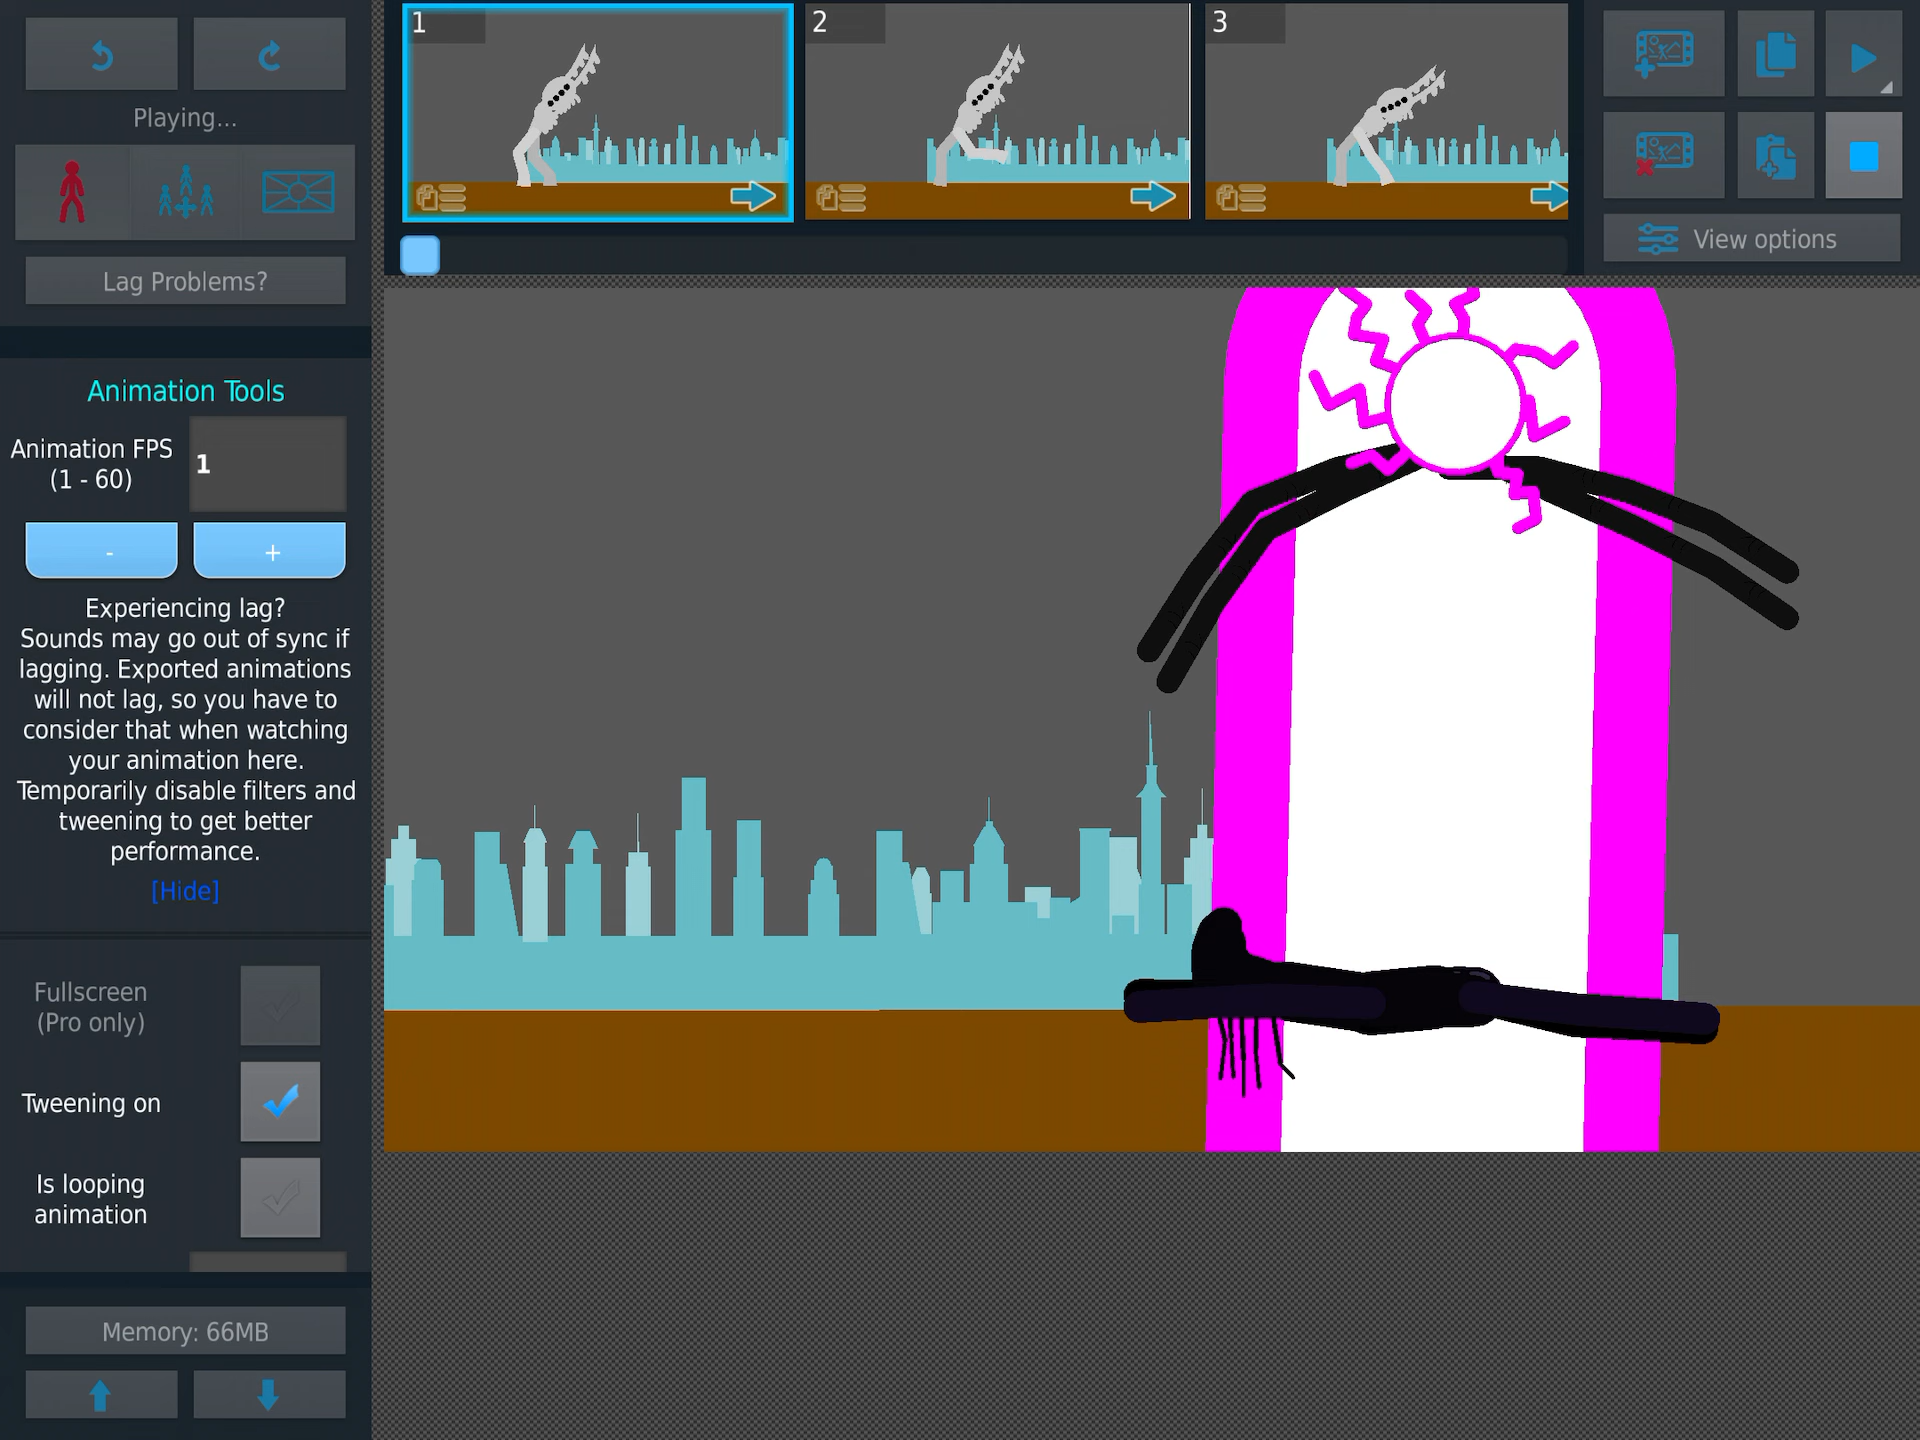 Playing...
Lag Problems?
1
2
3
View options
Animation Tools
Animation FPS
(1 - 60)
1
-
+
Experiencing lag?
Sounds may go out of sync if
lagging. Exported animations
will not lag, so you have to
consider that when watching
your animation here.
Temporarily disable filters and
tweening to get better
performance.
[Hide]
Fullscreen
(Pro only)
Tweening on
Is looping
animation
Memory: 66MB